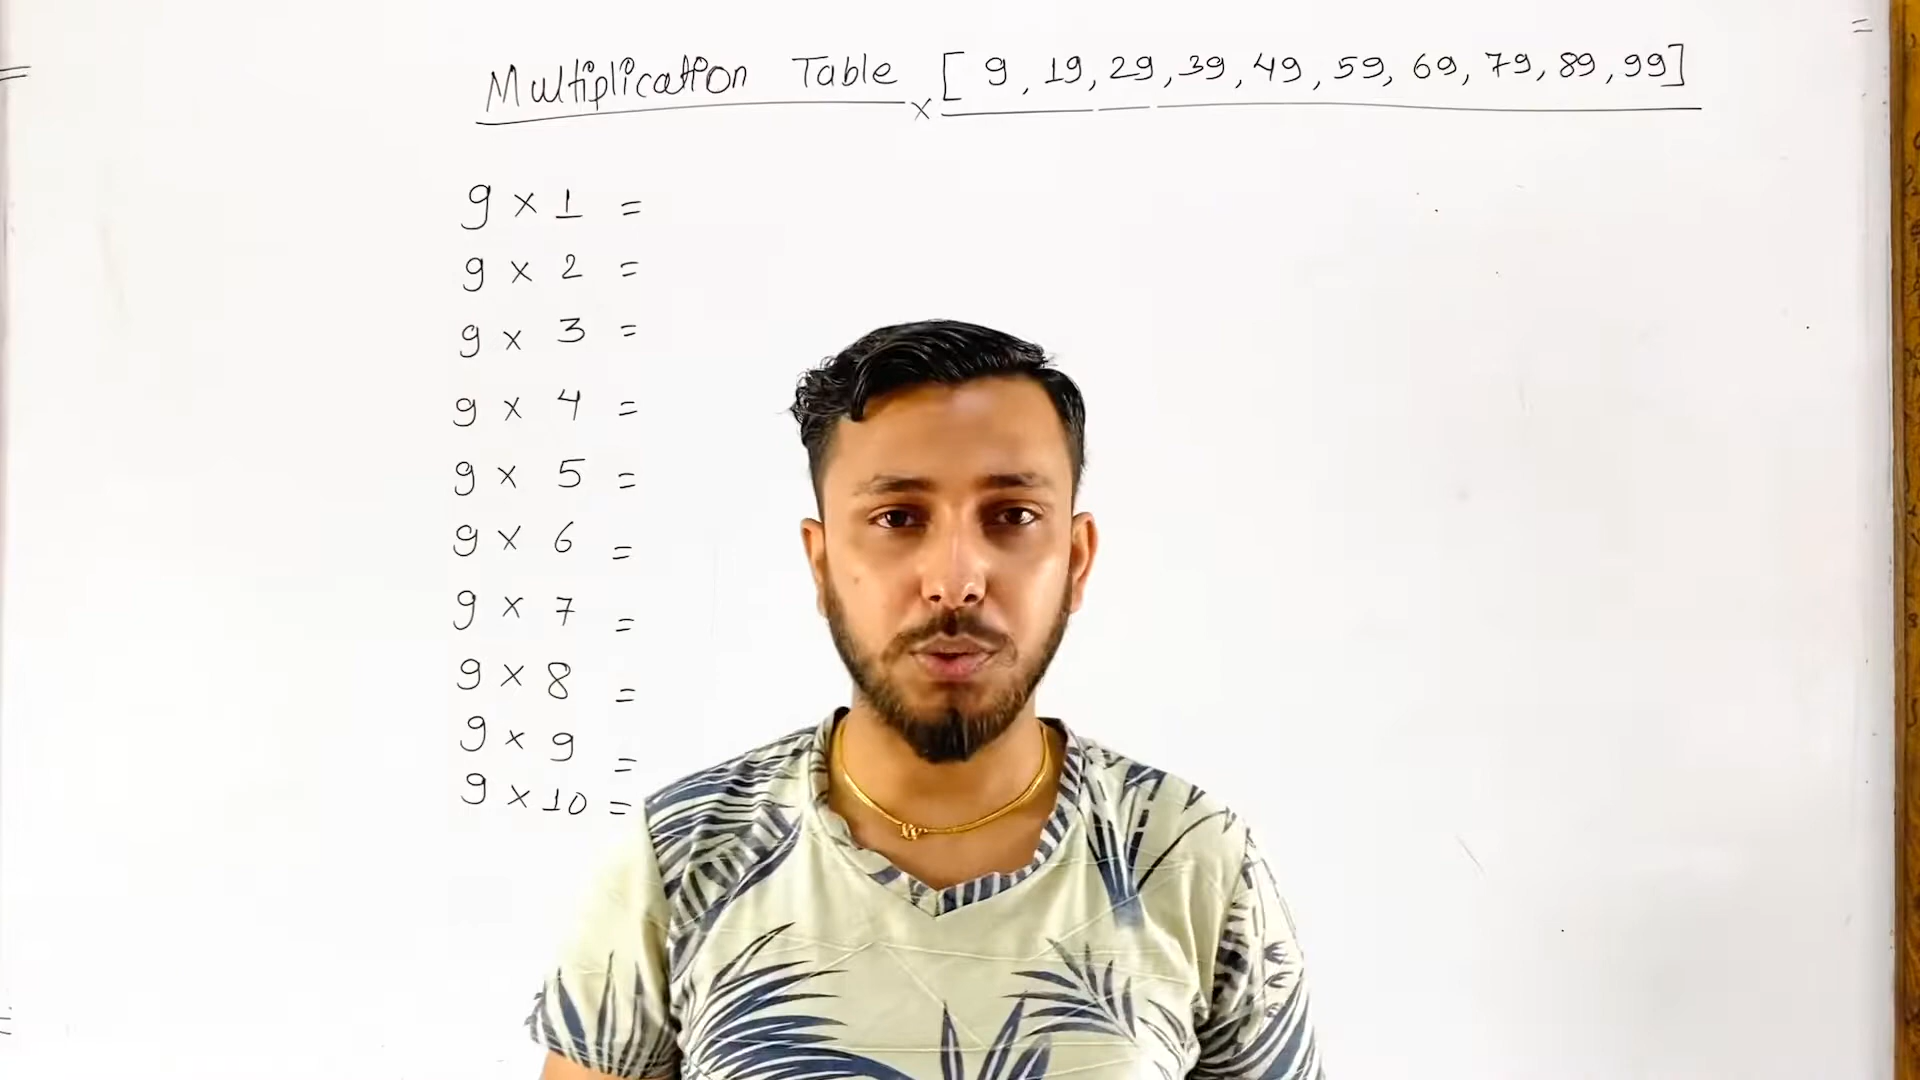 Multiplication Table [ 9, 19, 29, 39, 49, 59, 69, 79, 89, 99]
×
9 × 1 =
9 × 2 =
9 × 3 =
9 × 4 =
9 × 5 =
9 × 6 =
9 × 7 =
9 × 8 =
9 × 9 =
9 × 10 =